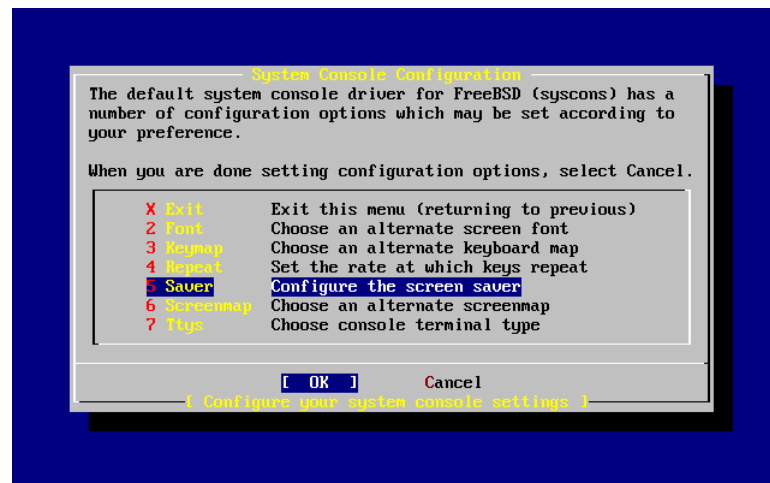 System Console Configuration
The default system console driver for FreeBSD (syscons) has a
number of configuration options which may be set according to
your preference.
When you are done setting configuration options, select Cancel.
X Exit Exit this menu (returning to previous)
2 Font Choose an alternate screen font
3 Keymap Choose an alternate keyboard map
4 Repeat Set the rate at which keys repeat
5 Saver Configure the screen saver
6 Screenmap Choose an alternate screenmap
7 Ttys Choose console terminal type
[ OK ] Cancel
[ Configure your system console settings ]